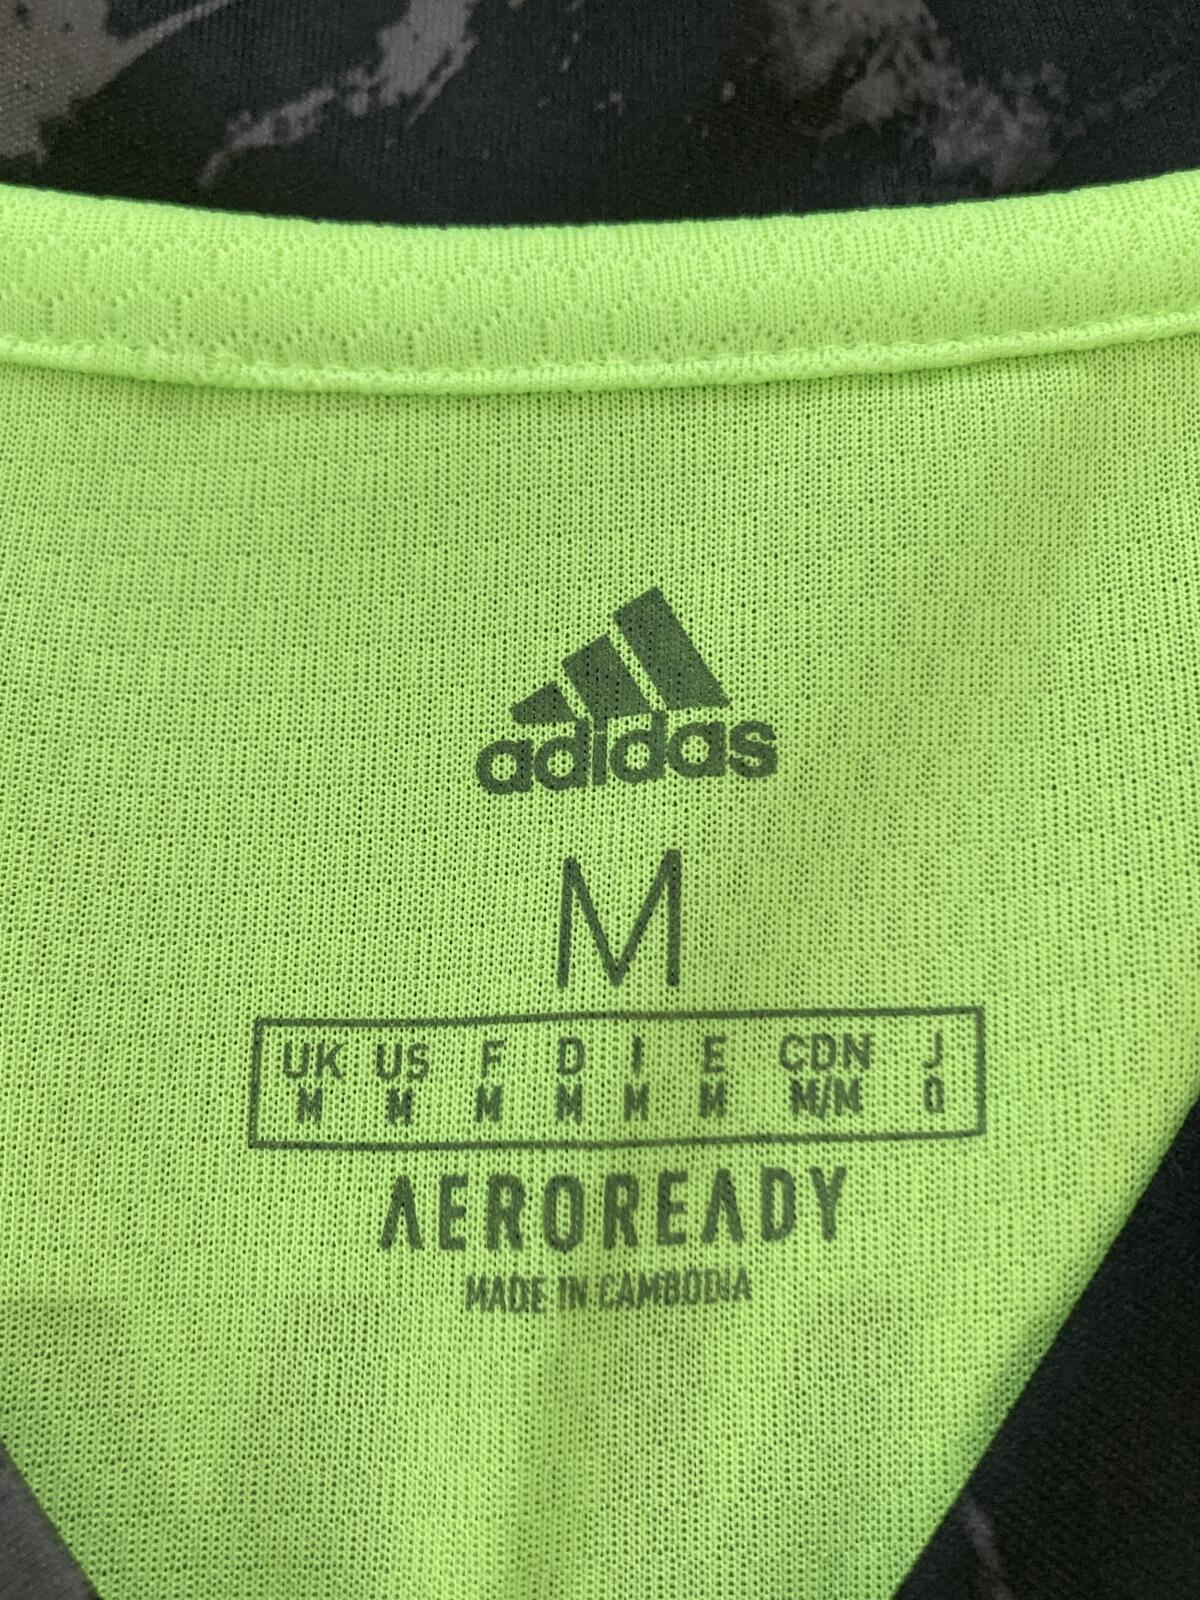 adidas
M
UK US F D I E CDN J
M M M M M M M/M O
AEROREADY
MADE IN CAMBODIA